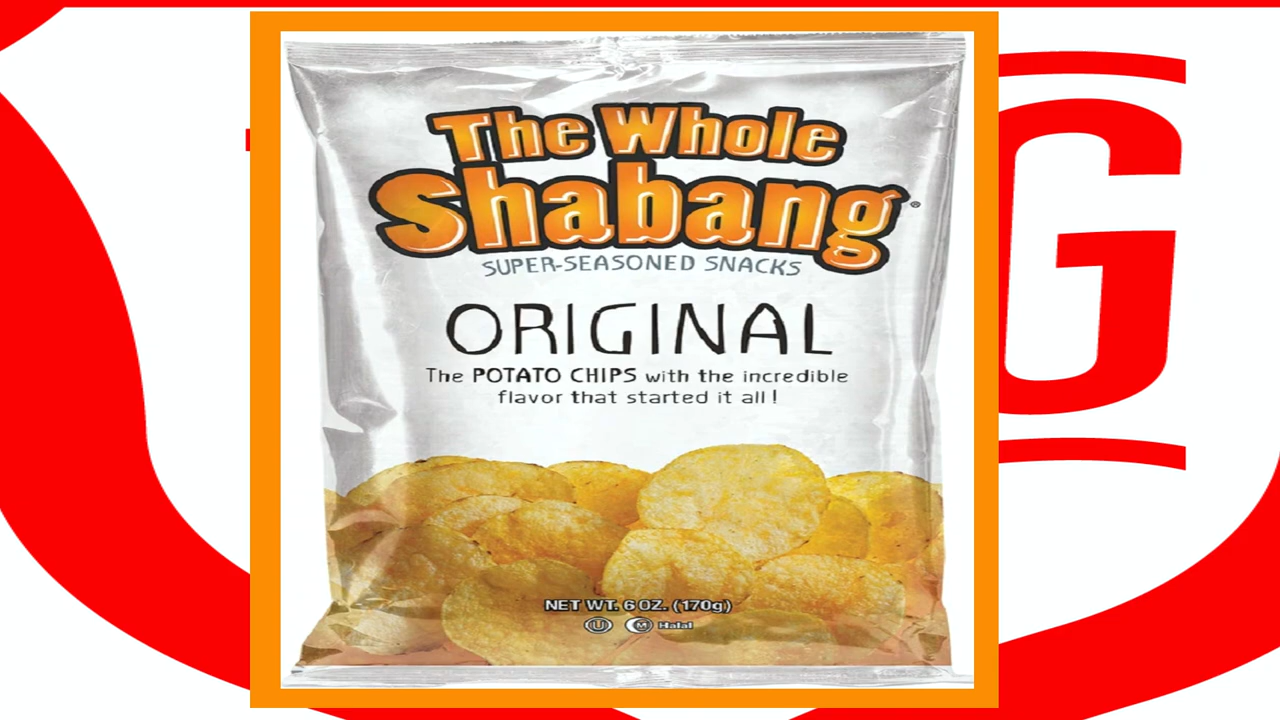 The Whole
Shabang®
SUPER-SEASONED SNACKS
ORIGINAL
The POTATO CHIPS with the incredible
flavor that started it all!
NET WT. 6 OZ. (170g)
U M Halal
G